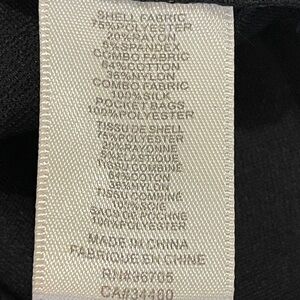 SHELL FABRIC
75%POLYESTER
20%RAYON
5%SPANDEX
COMBO FABRIC
64%COTTON
36%NYLON
COMBO FABRIC
100%SILK
POCKET BAGS
100%POLYESTER
TISSU DE SHELL
75%POLYESTER
20%RAYONNE
5%ELASTIQUE
TISSU COMBINE
64%COTON
36%NYLON
TISSU COMBINE
100%SOIE
SACS DE POCHE
100%POLYESTER
MADE IN CHINA
FABRIQUE EN CHINE
RN#36705
CA#34480